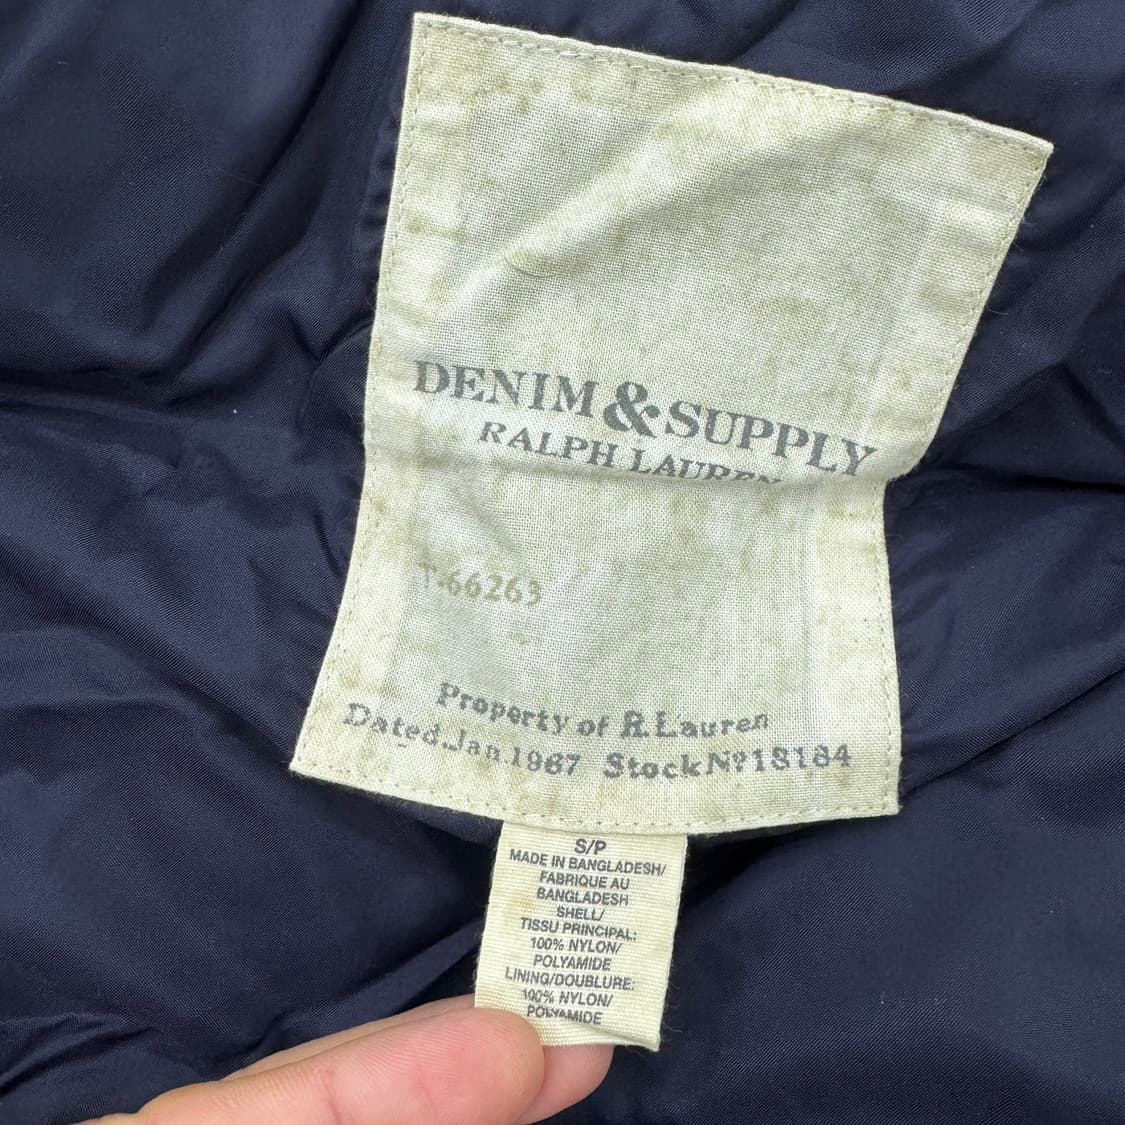 DENIM & SUPPLY
RALPH LAUREN
T-66263
Property of R.Lauren
Dated Jan.1967 Stock Nº 18184
S/P
MADE IN BANGLADESH/
FABRIQUE AU
BANGLADESH
SHELL/
TISSU PRINCIPAL:
100% NYLON/
POLYAMIDE
LINING/DOUBLURE:
100% NYLON/
POLYAMIDE